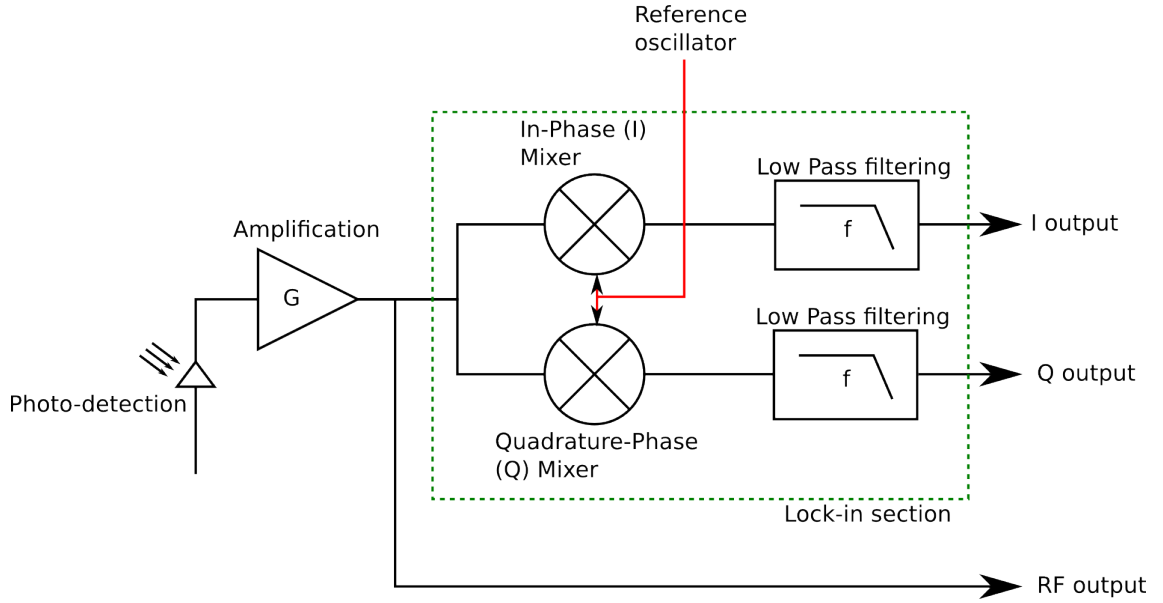 Reference
oscillator
In-Phase (I)
Mixer
Low Pass filtering
f
I output
Amplification
G
Photo-detection
Low Pass filtering
f
Q output
Quadrature-Phase
(Q) Mixer
Lock-in section
RF output